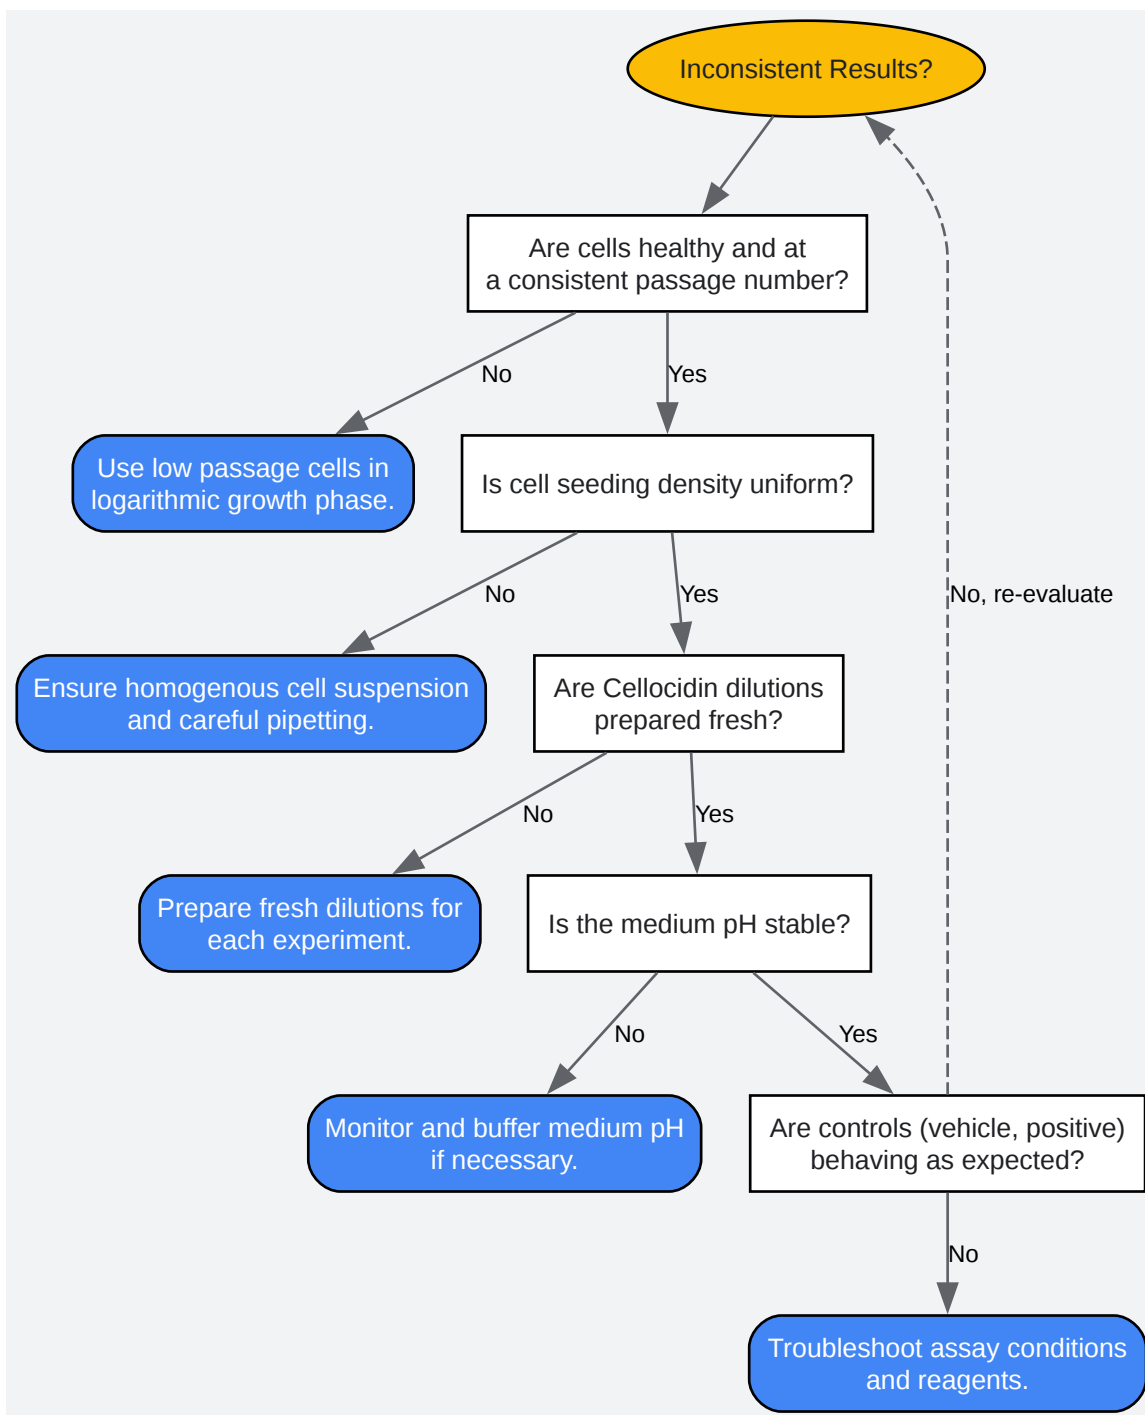 Inconsistent Results?
Are cells healthy and at
a consistent passage number?
No
Yes
Use low passage cells in
logarithmic growth phase.
Is cell seeding density uniform?
No
Yes
No, re-evaluate
Ensure homogenous cell suspension
and careful pipetting.
Are Cellocidin dilutions
prepared fresh?
No
Yes
Prepare fresh dilutions for
each experiment.
Is the medium pH stable?
No
Yes
Monitor and buffer medium pH
if necessary.
Are controls (vehicle, positive)
behaving as expected?
No
Troubleshoot assay conditions
and reagents.